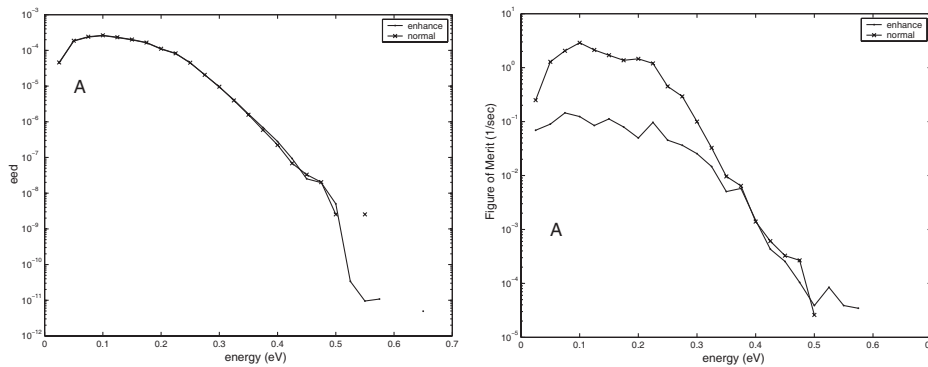 enhance
normal
A
eed
10⁻³
10⁻⁴
10⁻⁵
10⁻⁶
10⁻⁷
10⁻⁸
10⁻⁹
10⁻¹⁰
10⁻¹¹
10⁻¹²
0 0.1 0.2 0.3 0.4 0.5 0.6 0.7
energy (eV)
enhance
normal
A
Figure of Merit (1/sec)
10¹
10⁰
10⁻¹
10⁻²
10⁻³
10⁻⁴
10⁻⁵
0 0.1 0.2 0.3 0.4 0.5 0.6 0.7
energy (eV)